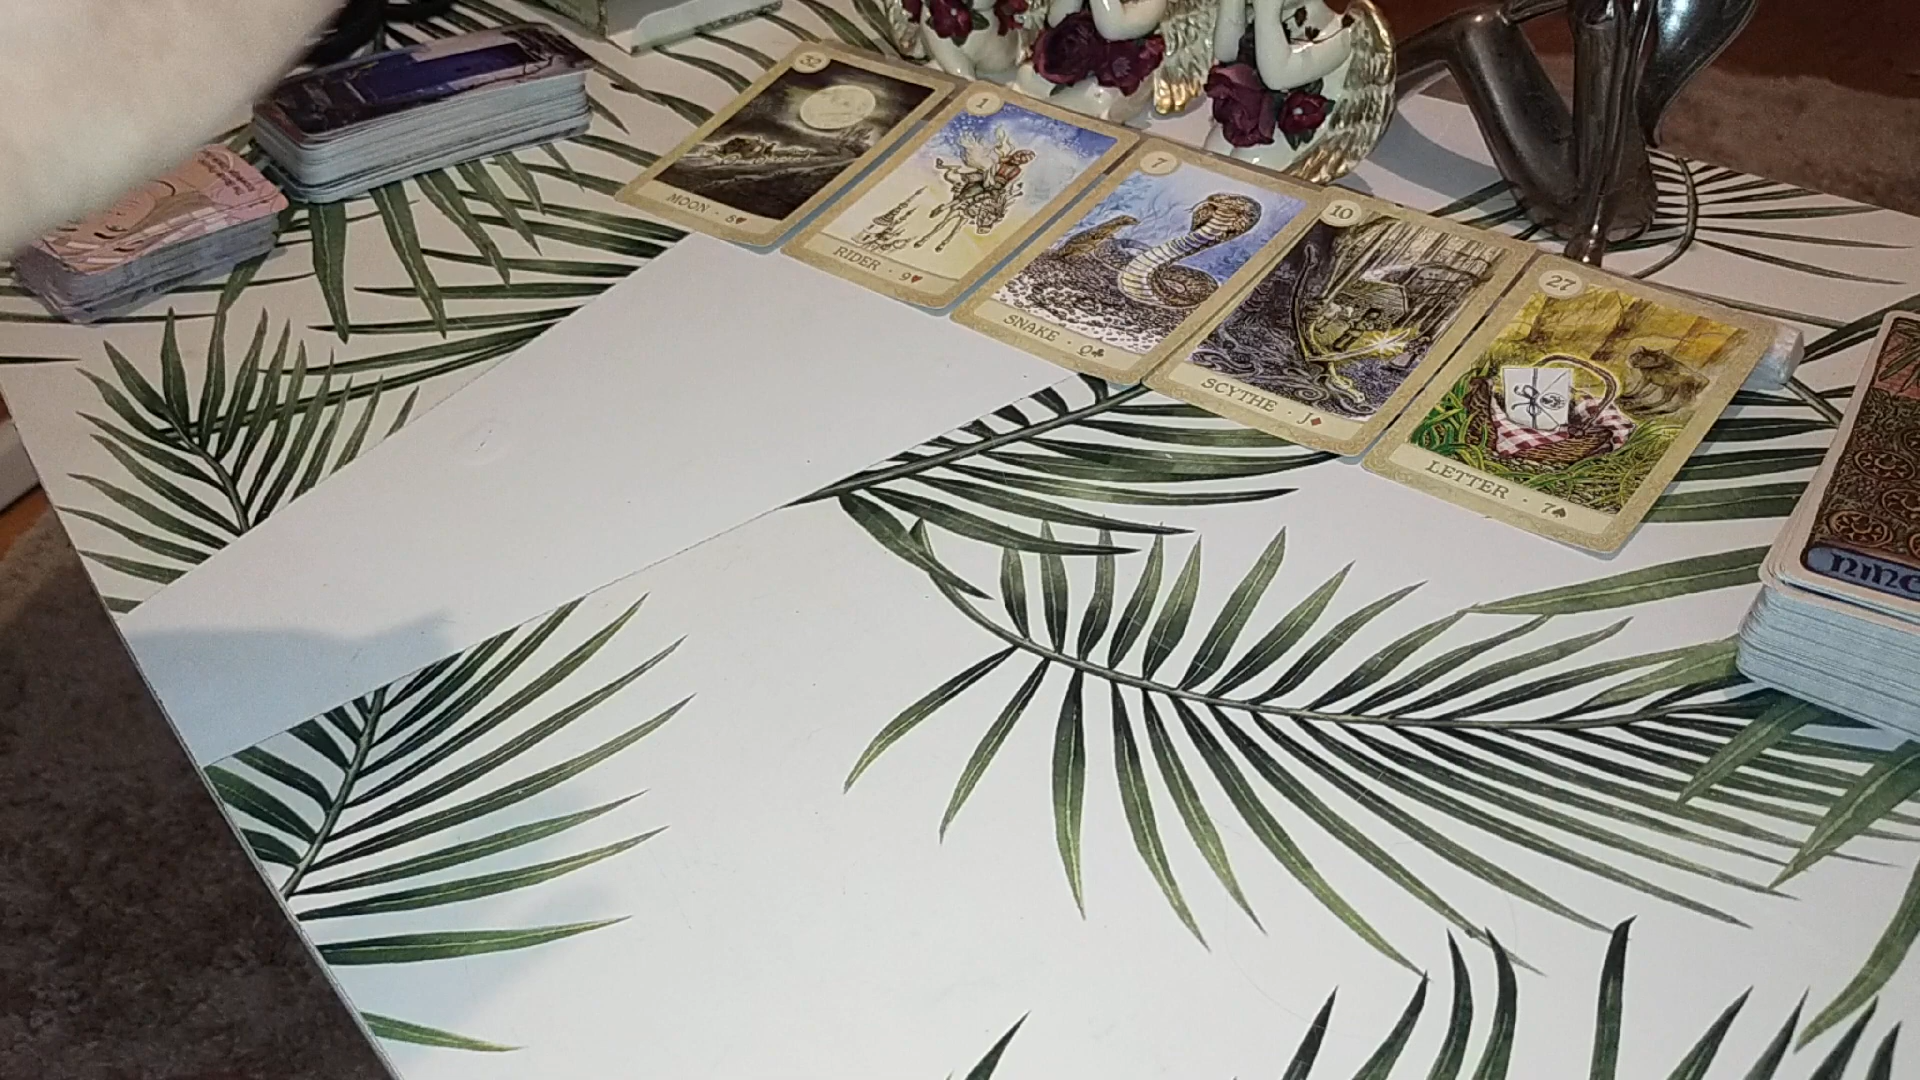 32
MOON · 8♥
1
RIDER · 9♥
7
SNAKE · Q♣
10
SCYTHE · J♦
27
LETTER · 7♠